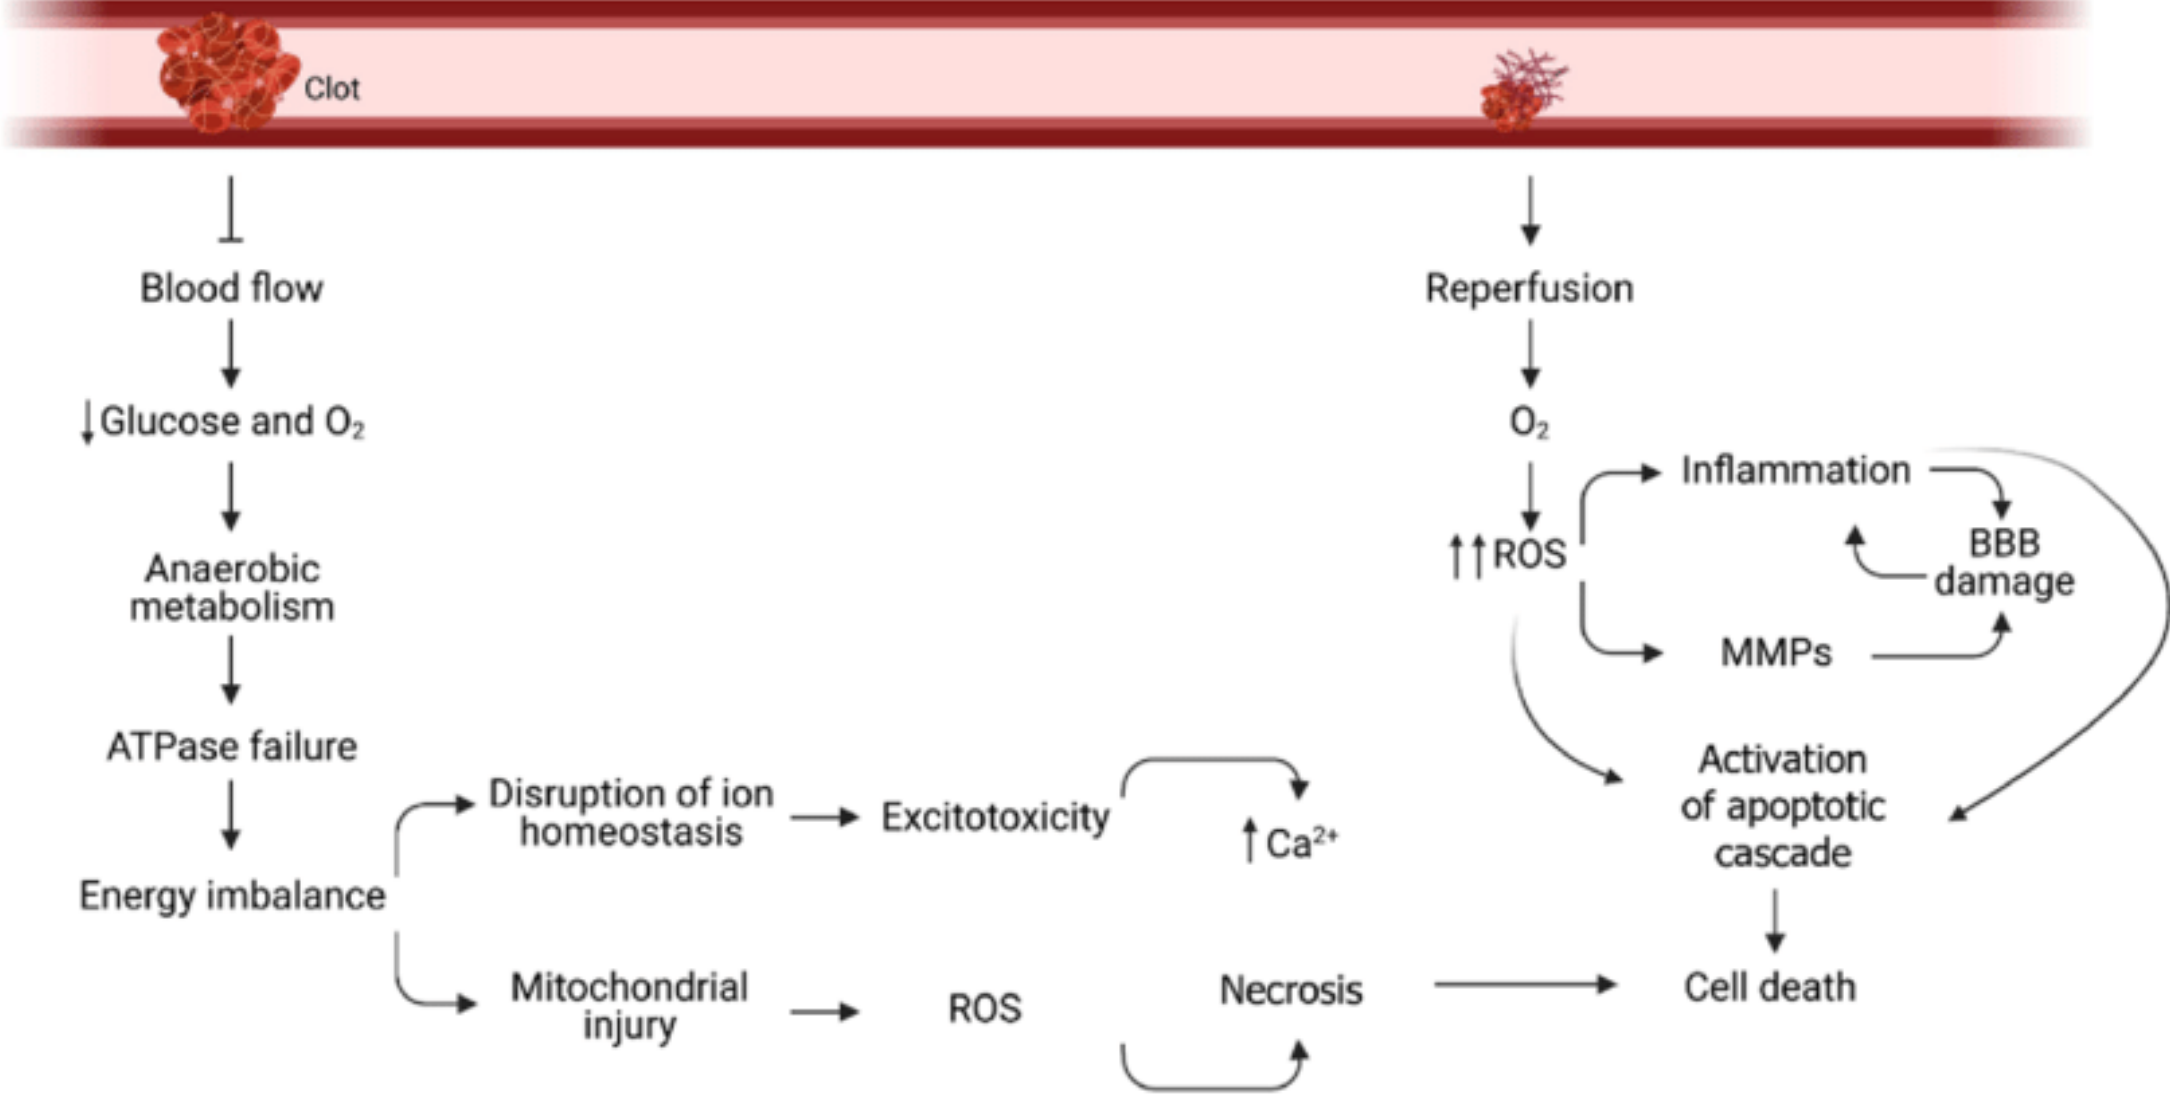 Clot
Blood flow
↓Glucose and O₂
Anaerobic
metabolism
ATPase failure
Energy imbalance
Disruption of ion
homeostasis
Excitotoxicity
↑ Ca²⁺
Mitochondrial
injury
ROS
Necrosis
Reperfusion
O₂
↑↑ROS
Inflammation
BBB
damage
MMPs
Activation
of apoptotic
cascade
Cell death